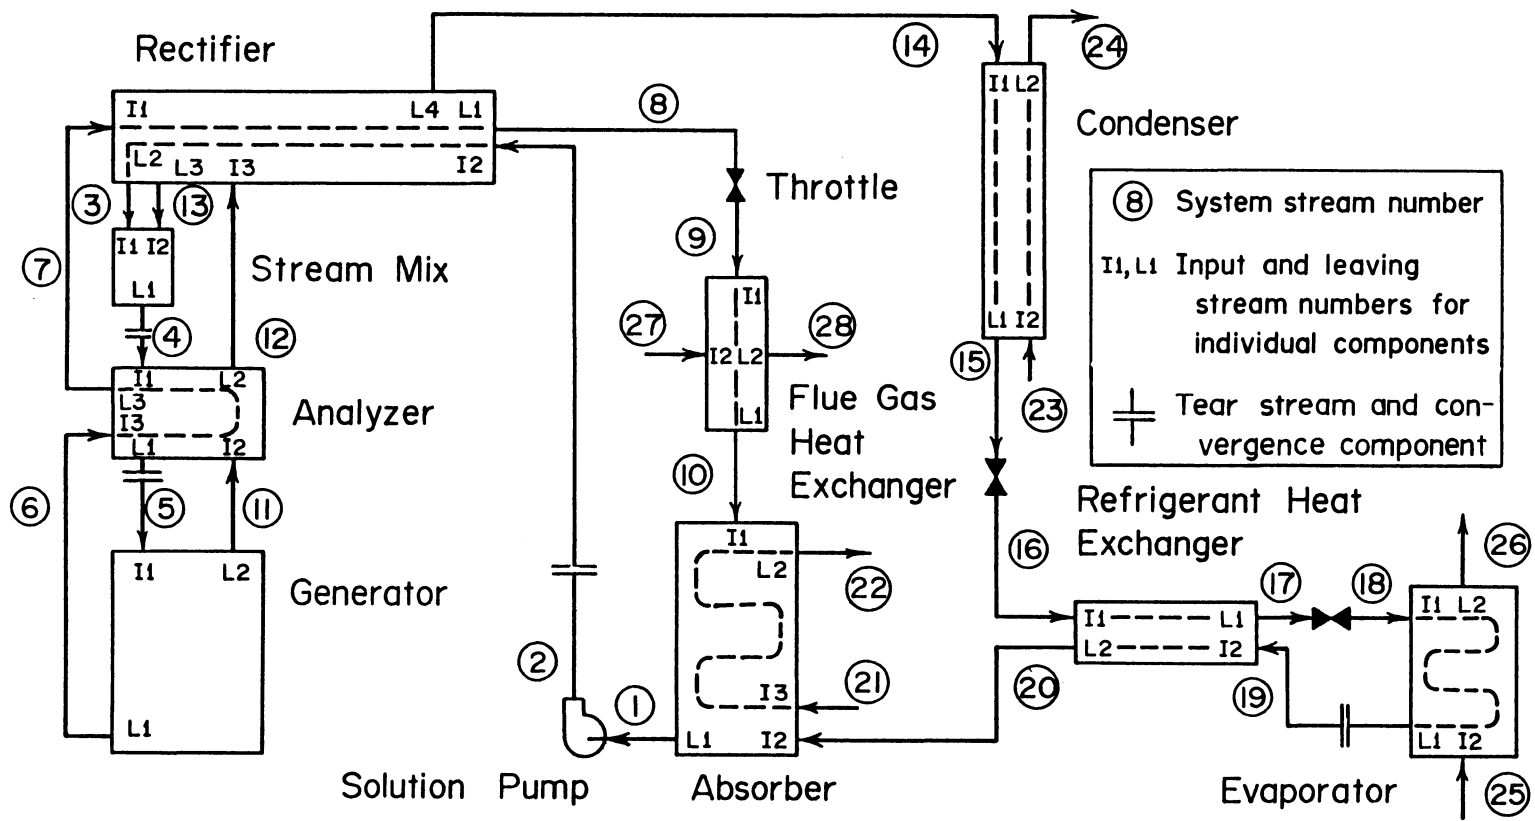 14
24
Rectifier
I1
L4 L1
8
I1 L2
Condenser
L2
L3 I3
I2
3
13
Throttle
8 System stream number
7
I1 I2
Stream Mix
9
I1, L1 Input and leaving
stream numbers for
individual components
L1
I1
27
28
L1 I2
4
12
I2 L2
15
I1 L2
L3
I3
Analyzer
L1
Flue Gas
Heat
Exchanger
23
Tear stream and con-
vergence component
L1 I2
10
Refrigerant Heat
Exchanger
6
5
11
I1
L2
16
26
I1 L2
Generator
22
17
18
I1 L1
I1 L2
L2 I2
2
1
I3
21
20
19
L1
L1 I2
L1 I2
Solution Pump
Absorber
Evaporator
25